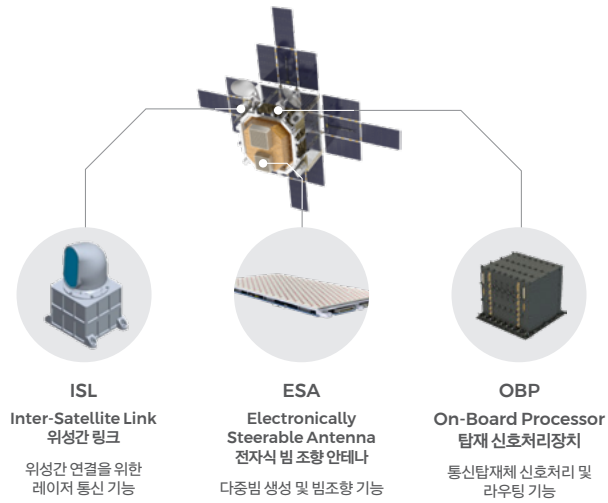 ISL
Inter-Satellite Link
위성간 링크
위성간 연결을 위한
레이저 통신 기능
ESA
Electronically
Steerable Antenna
전자식 빔 조향 안테나
다중빔 생성 및 빔조향 기능
OBP
On-Board Processor
탑재 신호처리장치
통신탑재체 신호처리 및
라우팅 기능